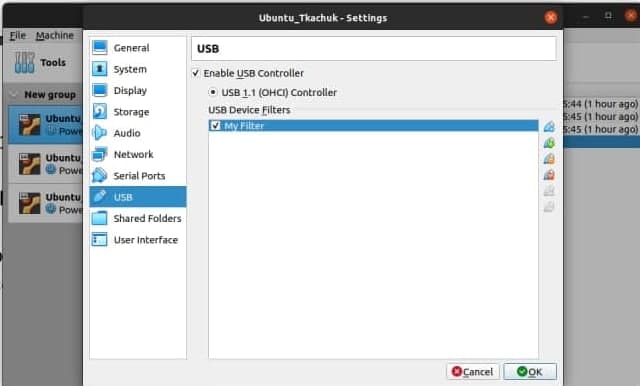 Ubuntu_Tkachuk - Settings
File Machine
Tools
New group
Ubuntu_
Powe
Ubuntu_
Powe
Ubuntu_
Powe
General
System
Display
Storage
Audio
Network
Serial Ports
USB
Shared Folders
User Interface
USB
Enable USB Controller
USB 1.1 (OHCI) Controller
USB Device Filters
My Filter
5:44 (1 hour ago)
5:45 (1 hour ago)
5:45 (1 hour ago)
Cancel
OK